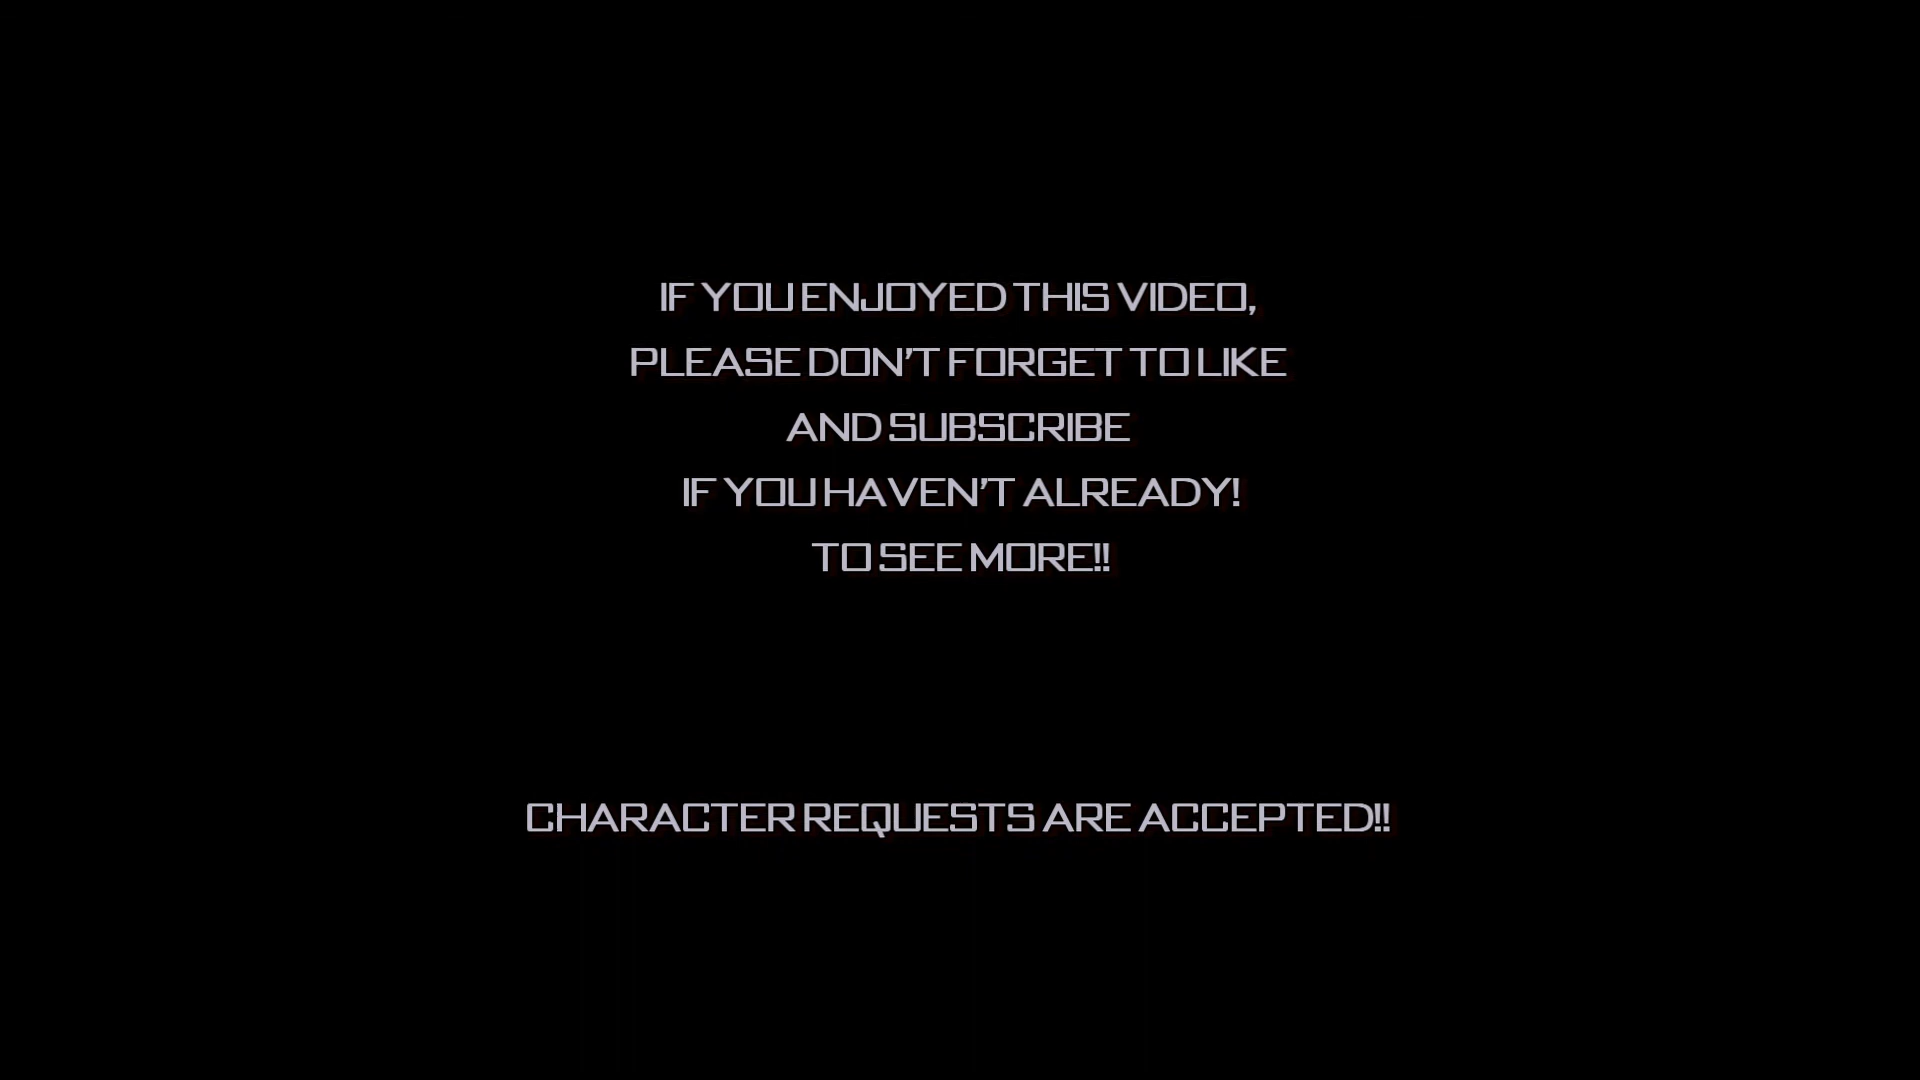 IF YOU ENJOYED THIS VIDEO,
PLEASE DON'T FORGET TO LIKE
AND SUBSCRIBE
IF YOU HAVEN'T ALREADY!
TO SEE MORE!!
CHARACTER REQUESTS ARE ACCEPTED!!